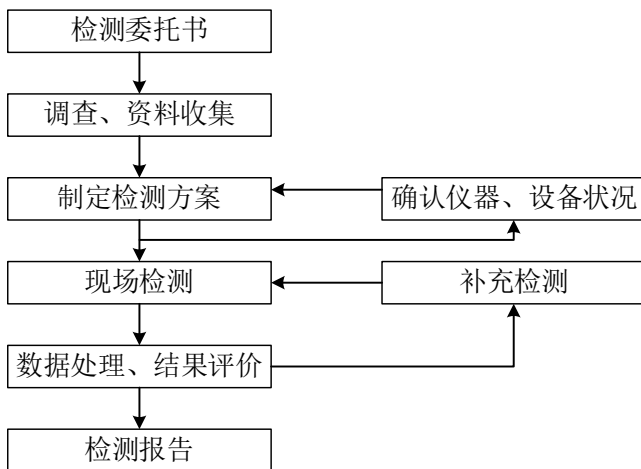 检测委托书
调查、资料收集
制定检测方案
确认仪器、设备状况
现场检测
补充检测
数据处理、结果评价
检测报告